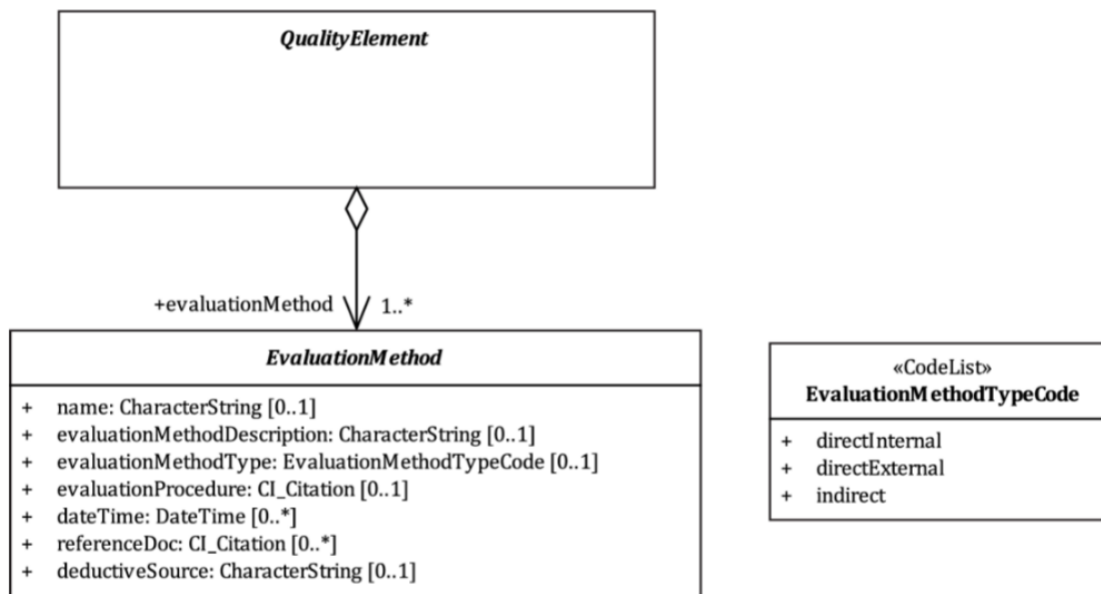 QualityElement
+evaluationMethod 1..*
EvaluationMethod
+ name: CharacterString [0..1]
+ evaluationMethodDescription: CharacterString [0..1]
+ evaluationMethodType: EvaluationMethodTypeCode [0..1]
+ evaluationProcedure: CI_Citation [0..1]
+ dateTime: DateTime [0..*]
+ referenceDoc: CI_Citation [0..*]
+ deductiveSource: CharacterString [0..1]
«CodeList»
EvaluationMethodTypeCode
+ directInternal
+ directExternal
+ indirect